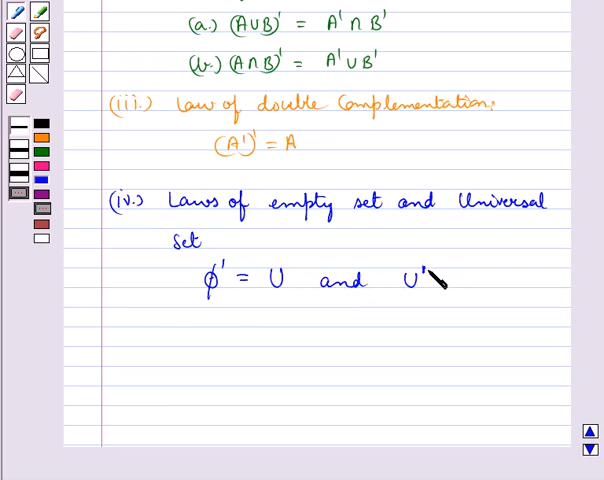 (a.) (A∪B)' = A' ∩ B'
(b.) (A∩B)' = A' ∪ B'
(iii.) Law of double Complementation:
(A')' = A
(iv.) Laws of empty set and Universal
set
ϕ' = U and U'